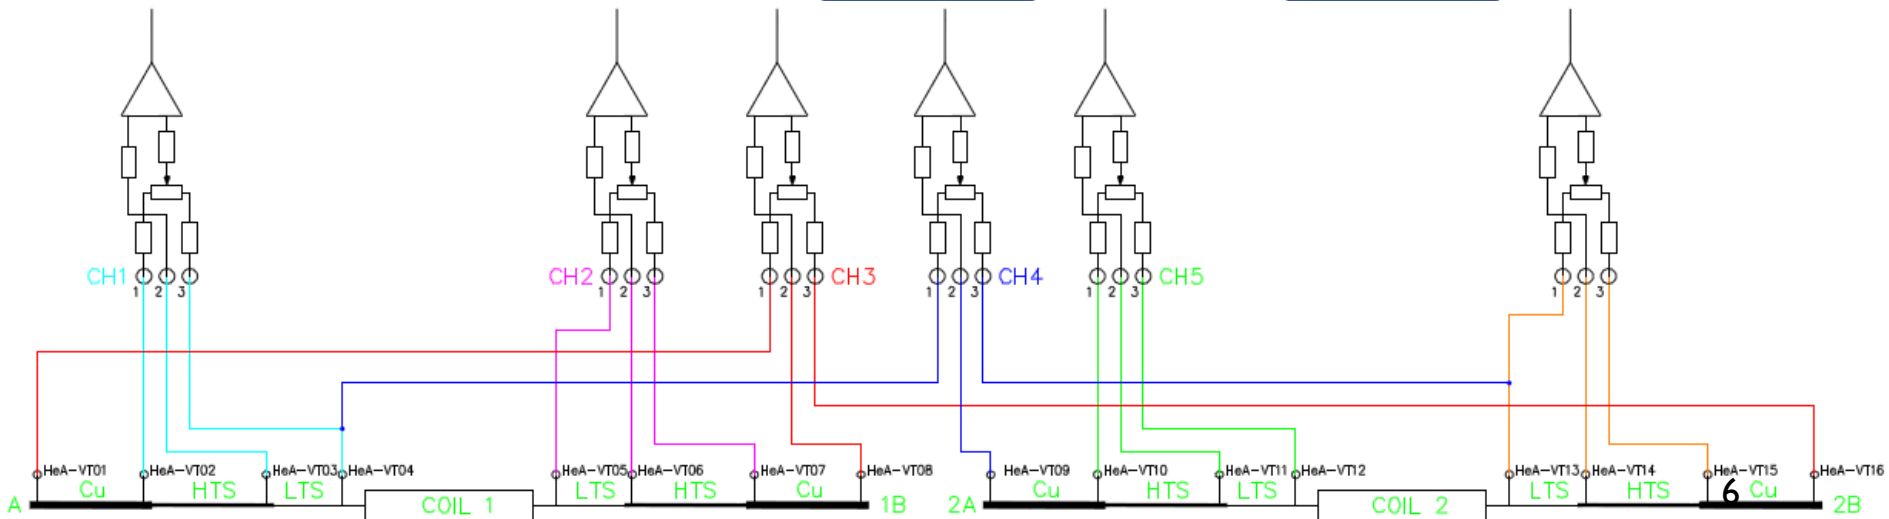 CH1 CH2 CH3 CH4 CH5
1 2 3 1 2 3 1 2 3 1 2 3 1 2 3 1 2 3
HeA-VT01 HeA-VT02 HeA-VT03 HeA-VT04 HeA-VT05 HeA-VT06 HeA-VT07 HeA-VT08 HeA-VT09 HeA-VT10 HeA-VT11 HeA-VT12 HeA-VT13 HeA-VT14 HeA-VT15 HeA-VT16
Cu HTS LTS LTS HTS Cu Cu HTS LTS LTS HTS 6 Cu
A COIL 1 1B 2A COIL 2 2B